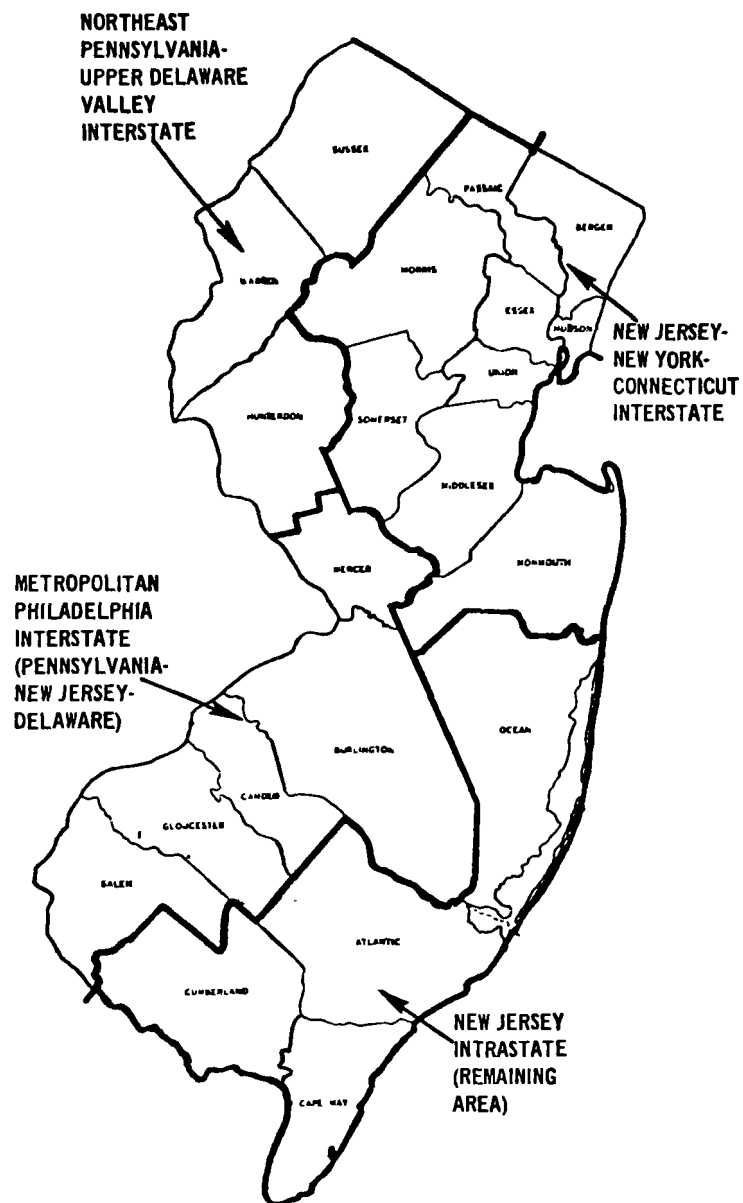 NORTHEAST
PENNSYLVANIA-
UPPER DELAWARE
VALLEY
INTERSTATE
SUSSEX
PASSAIC
BERGEN
WARREN
MORRIS
ESSEX
HUDSON
NEW JERSEY-
NEW YORK-
CONNECTICUT
INTERSTATE
UNION
HUNTERDON
SOMERSET
MIDDLESEX
MERCER
MONMOUTH
METROPOLITAN
PHILADELPHIA
INTERSTATE
(PENNSYLVANIA-
NEW JERSEY-
DELAWARE)
OCEAN
BURLINGTON
CAMDEN
GLOUCESTER
SALEM
ATLANTIC
CUMBERLAND
NEW JERSEY
INTRASTATE
(REMAINING
AREA)
CAPE MAY